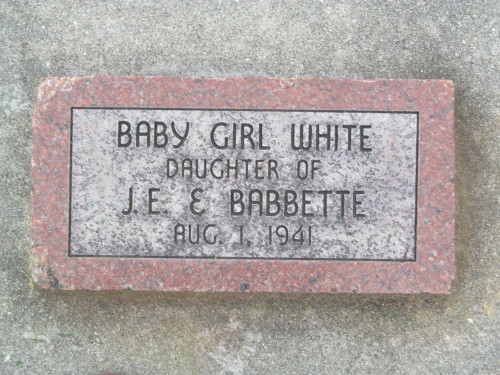 BABY GIRL WHITE
DAUGHTER OF
J.E. & BABBETTE
AUG. 1, 1941